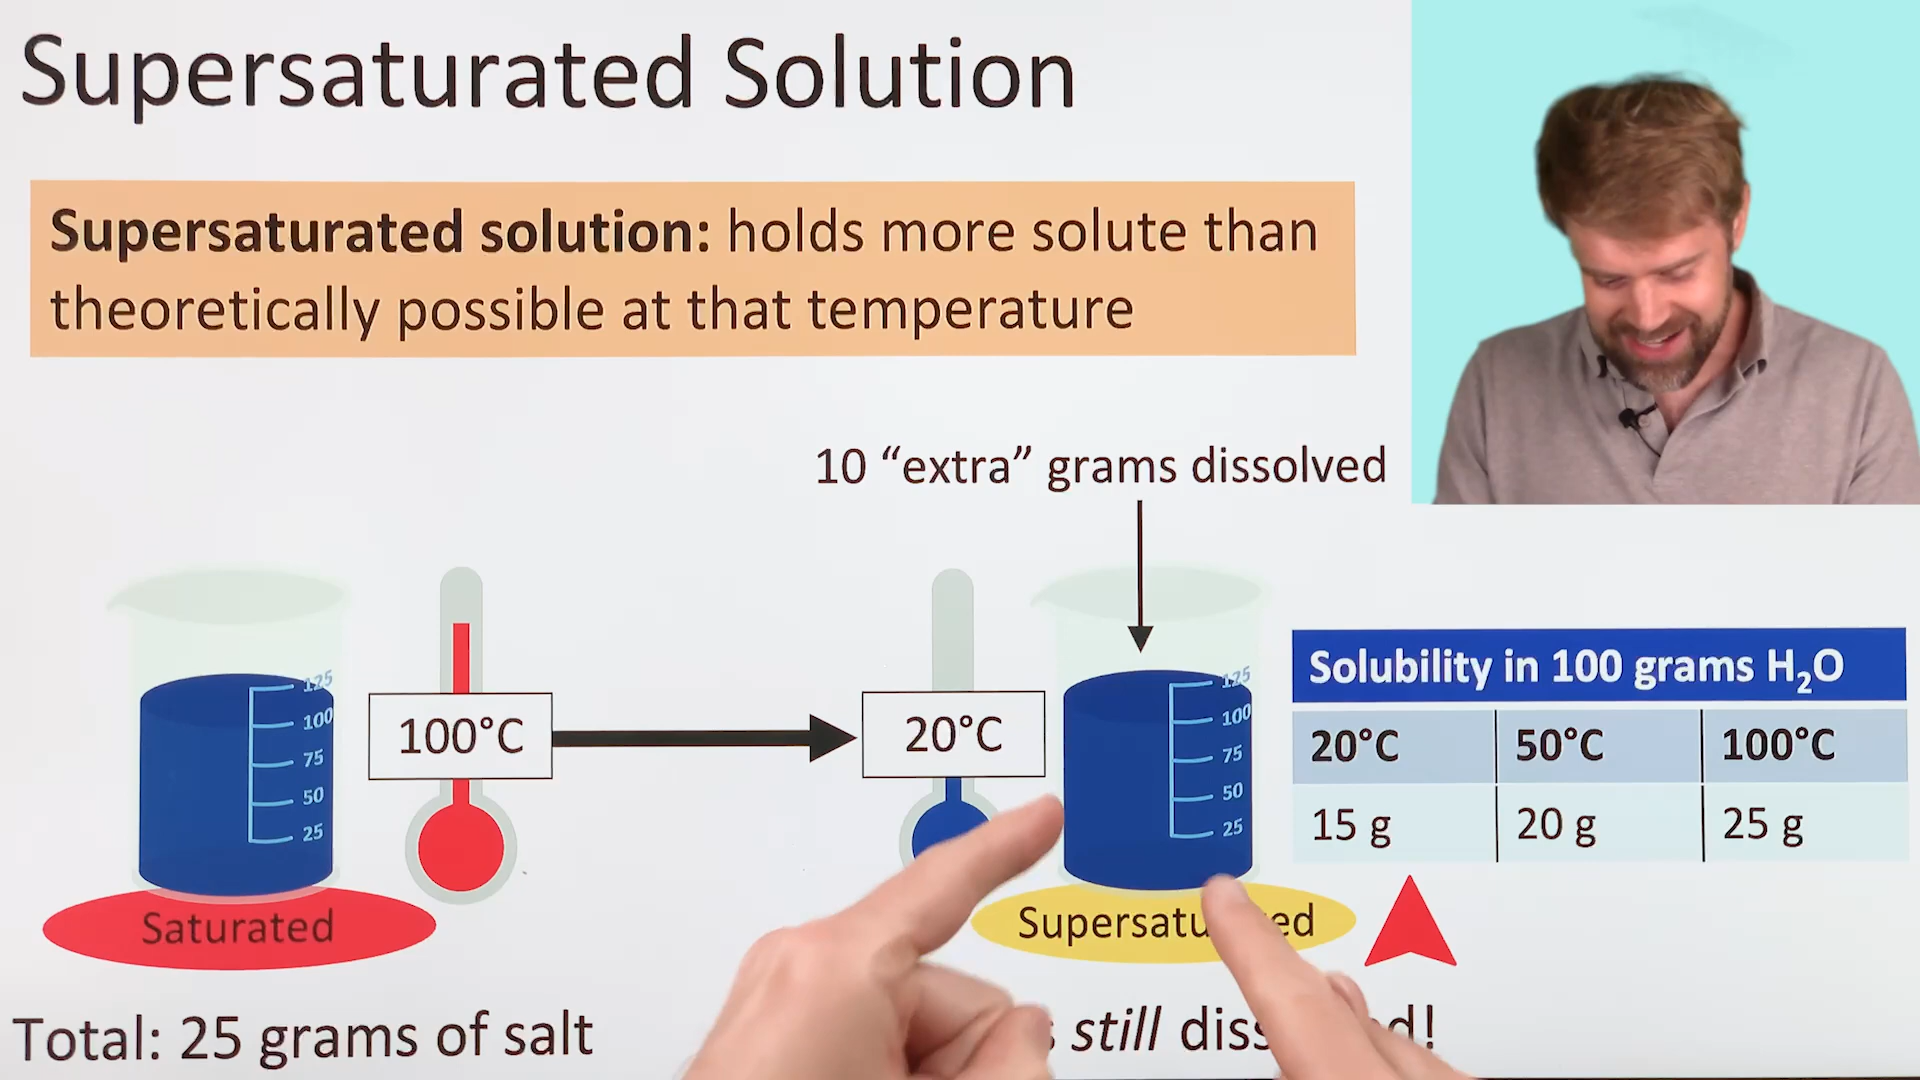 Supersaturated Solution
Supersaturated solution: holds more solute than
theoretically possible at that temperature
10 “extra” grams dissolved
125
100
75
50
25
Saturated
100°C
20°C
125
100
75
50
25
Solubility in 100 grams H₂O
20°C 50°C 100°C
15 g 20 g 25 g
Total: 25 grams of salt
still